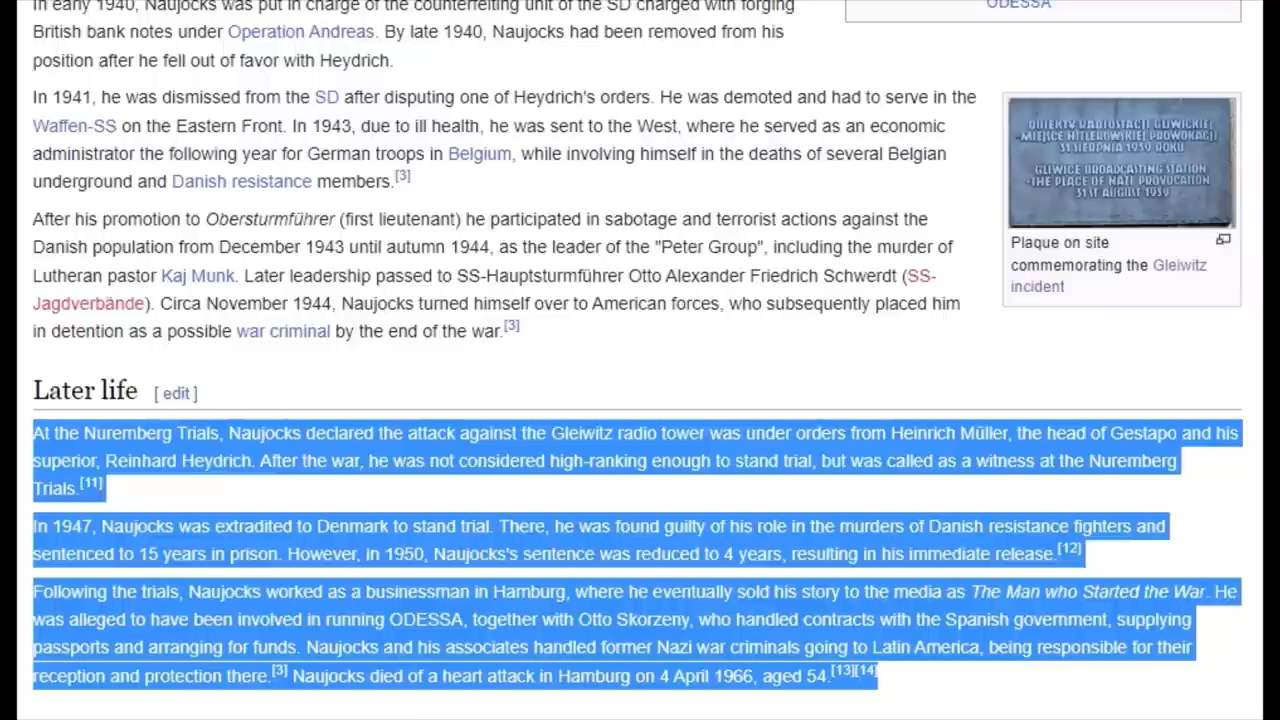 In early 1940, Naujocks was put in charge of the counterfeiting unit of the SD charged with forging
British bank notes under Operation Andreas. By late 1940, Naujocks had been removed from his
position after he fell out of favor with Heydrich.
ODESSA
In 1941, he was dismissed from the SD after disputing one of Heydrich's orders. He was demoted and had to serve in the
Waffen-SS on the Eastern Front. In 1943, due to ill health, he was sent to the West, where he served as an economic
administrator the following year for German troops in Belgium, while involving himself in the deaths of several Belgian
underground and Danish resistance members.[3]
After his promotion to Obersturmführer (first lieutenant) he participated in sabotage and terrorist actions against the
Danish population from December 1943 until autumn 1944, as the leader of the "Peter Group", including the murder of
Lutheran pastor Kaj Munk. Later leadership passed to SS-Hauptsturmführer Otto Alexander Friedrich Schwerdt (SS-
Jagdverbände). Circa November 1944, Naujocks turned himself over to American forces, who subsequently placed him
in detention as a possible war criminal by the end of the war.[3]
OBIEKTY RADIOSTACJI GLIWICKIEJ
-MIEJSCE HITLEROWSKIEJ PROWOKACJI
31 SIERPNIA 1939 ROKU
GLIWICE BROADCASTING STATION
-THE PLACE OF NAZI PROVOCATION
31 ST AUGUST 1939
Plaque on site
commemorating the Gleiwitz
incident
Later life [ edit ]
At the Nuremberg Trials, Naujocks declared the attack against the Gleiwitz radio tower was under orders from Heinrich Müller, the head of Gestapo and his
superior, Reinhard Heydrich. After the war, he was not considered high-ranking enough to stand trial, but was called as a witness at the Nuremberg
Trials.[11]
In 1947, Naujocks was extradited to Denmark to stand trial. There, he was found guilty of his role in the murders of Danish resistance fighters and
sentenced to 15 years in prison. However, in 1950, Naujocks's sentence was reduced to 4 years, resulting in his immediate release.[12]
Following the trials, Naujocks worked as a businessman in Hamburg, where he eventually sold his story to the media as The Man who Started the War. He
was alleged to have been involved in running ODESSA, together with Otto Skorzeny, who handled contracts with the Spanish government, supplying
passports and arranging for funds. Naujocks and his associates handled former Nazi war criminals going to Latin America, being responsible for their
reception and protection there.[3] Naujocks died of a heart attack in Hamburg on 4 April 1966, aged 54.[13][14]